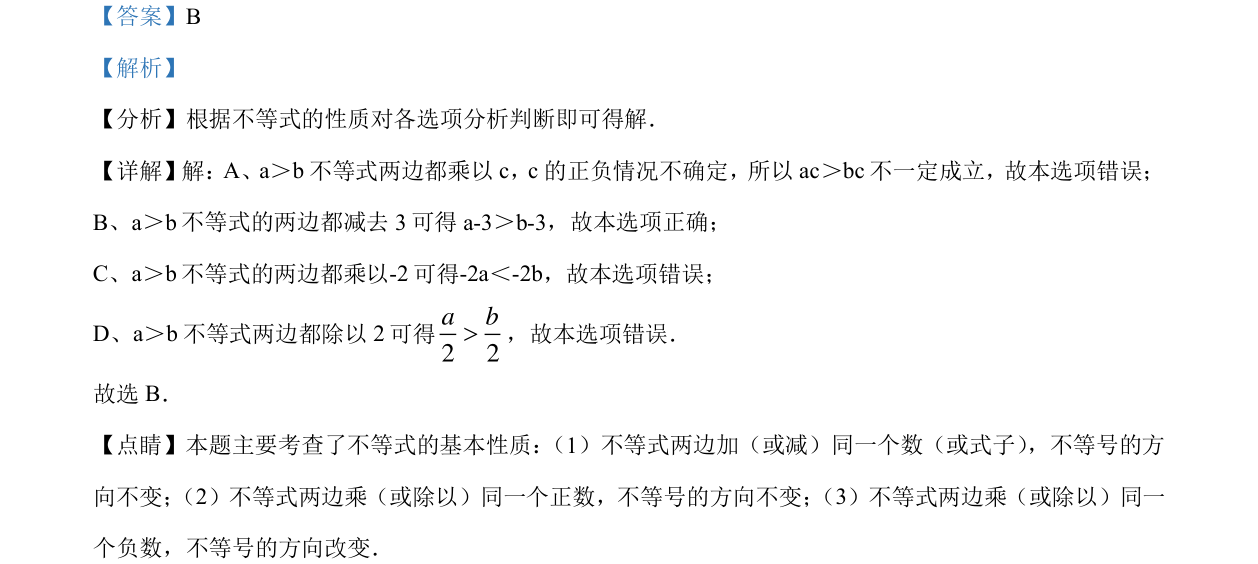 【答案】B
【解析】
【分析】根据不等式的性质对各选项分析判断即可得解．
【详解】解：A、a＞b 不等式两边都乘以 c，c 的正负情况不确定，所以 ac＞bc 不一定成立，故本选项错误；
B、a＞b 不等式的两边都减去 3 可得 a-3＞b-3，故本选项正确；
C、a＞b 不等式的两边都乘以-2 可得-2a＜-2b，故本选项错误；
D、a＞b 不等式两边都除以 2 可得 a/2 > b/2，故本选项错误．
故选 B．
【点睛】本题主要考查了不等式的基本性质：（1）不等式两边加（或减）同一个数（或式子），不等号的方
向不变；（2）不等式两边乘（或除以）同一个正数，不等号的方向不变；（3）不等式两边乘（或除以）同一
个负数，不等号的方向改变．